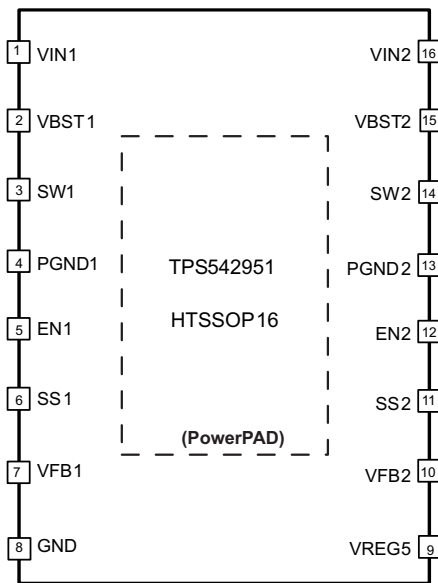 1 VIN1 VIN2 16
2 VBST1 VBST2 15
3 SW1 SW2 14
4 PGND1 PGND2 13
TPS542951
HTSSOP16
5 EN1 EN2 12
6 SS1 SS2 11
(PowerPAD)
7 VFB1 VFB2 10
8 GND VREG5 9